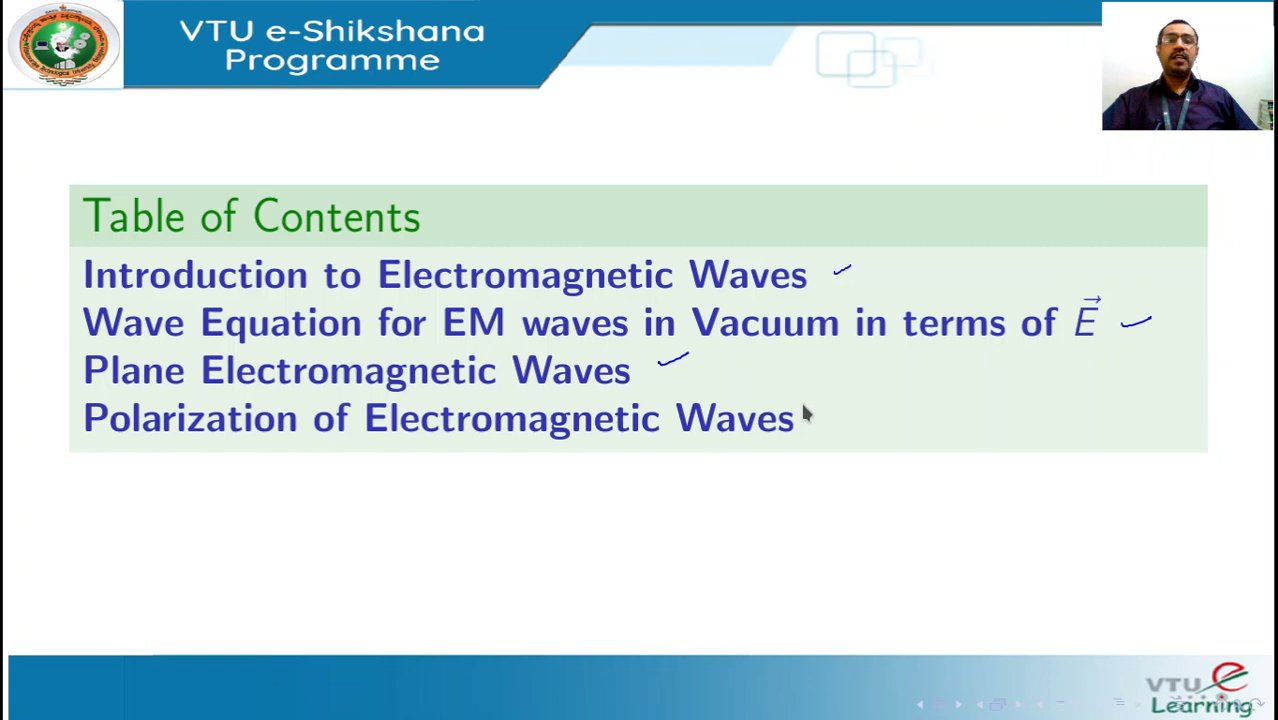 VTU e-Shikshana
Programme
Table of Contents
Introduction to Electromagnetic Waves
Wave Equation for EM waves in Vacuum in terms of \vec{E}
Plane Electromagnetic Waves
Polarization of Electromagnetic Waves
VTU e
Learning